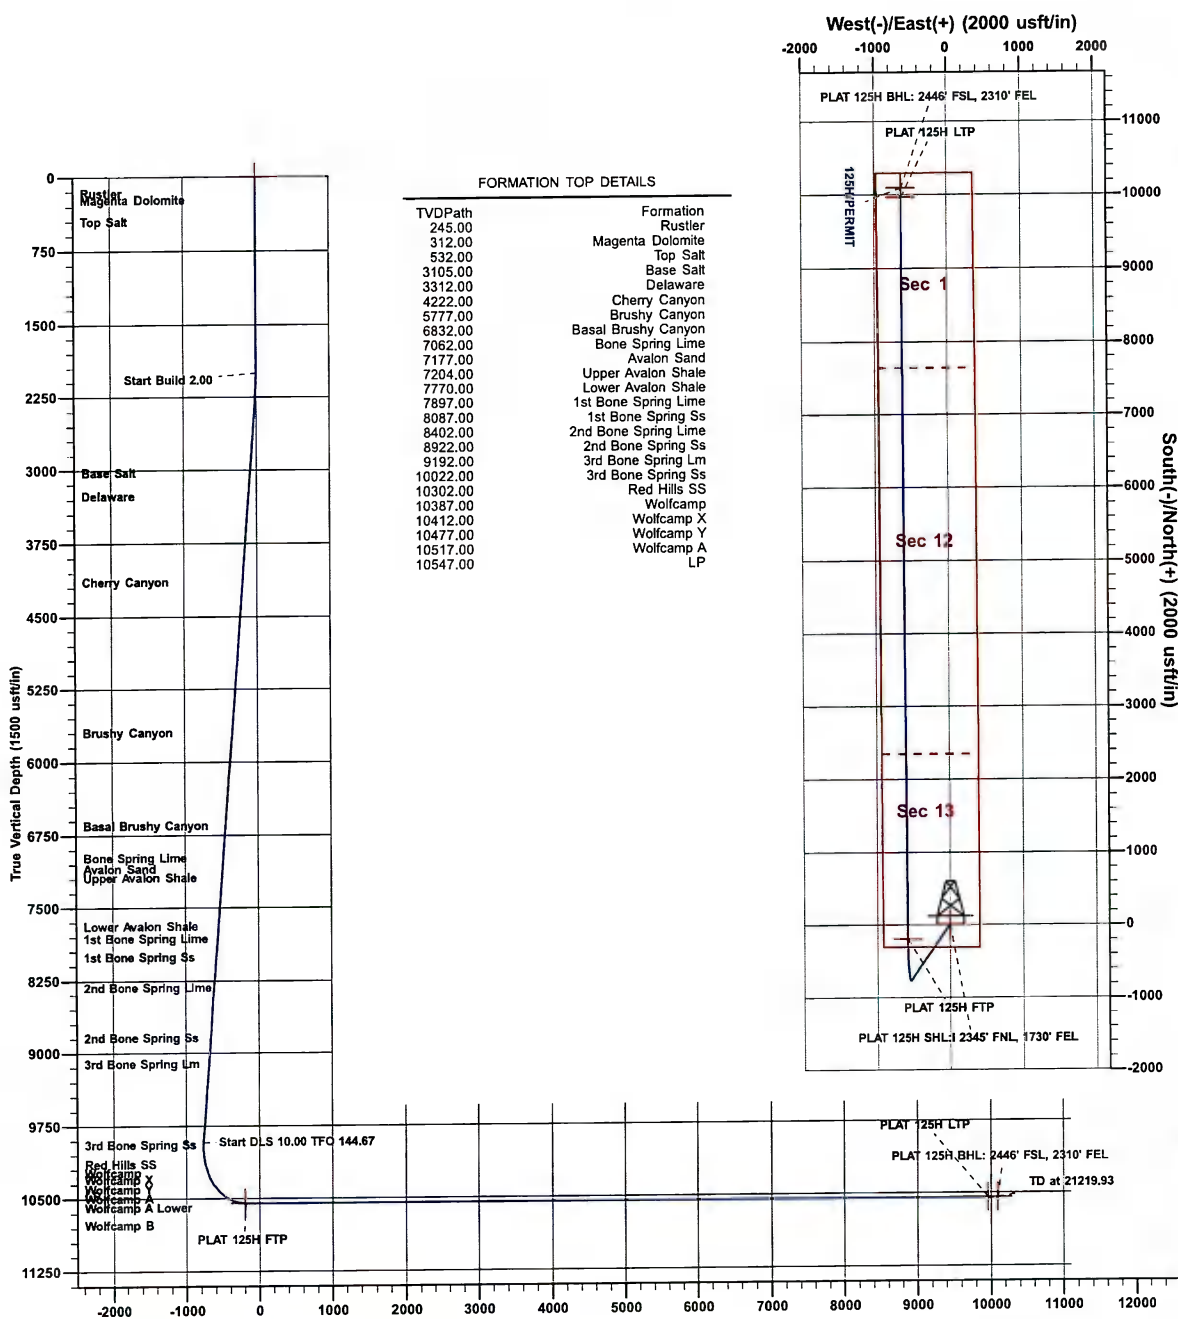 West(-)/East(+) (2000 usft/in)
-2000 -1000 0 1000 2000
PLAT 125H BHL: 2446' FSL, 2310' FEL
PLAT 125H LTP
125H/PERMIT
11000
10000
9000
8000
7000
6000
5000
4000
3000
2000
1000
0
-1000
-2000
South(-)/North(+) (2000 usft/in)
Sec 1
Sec 12
Sec 13
PLAT 125H FTP
PLAT 125H SHL: 2345' FNL, 1730' FEL
FORMATION TOP DETAILS
TVDPath Formation
245.00 Rustler
312.00 Magenta Dolomite
532.00 Top Salt
3105.00 Base Salt
3312.00 Delaware
4222.00 Cherry Canyon
5777.00 Brushy Canyon
6832.00 Basal Brushy Canyon
7062.00 Bone Spring Lime
7177.00 Avalon Sand
7204.00 Upper Avalon Shale
7770.00 Lower Avalon Shale
7897.00 1st Bone Spring Lime
8087.00 1st Bone Spring Ss
8402.00 2nd Bone Spring Lime
8922.00 2nd Bone Spring Ss
9192.00 3rd Bone Spring Lm
10022.00 3rd Bone Spring Ss
10302.00 Red Hills SS
10387.00 Wolfcamp
10412.00 Wolfcamp X
10477.00 Wolfcamp Y
10517.00 Wolfcamp A
10547.00 LP
True Vertical Depth (1500 usft/in)
0
750
1500
2250
3000
3750
4500
5250
6000
6750
7500
8250
9000
9750
10500
11250
Rustler
Magenta Dolomite
Top Salt
Start Build 2.00
Base Salt
Delaware
Cherry Canyon
Brushy Canyon
Basal Brushy Canyon
Bone Spring Lime
Avalon Sand
Upper Avalon Shale
Lower Avalon Shale
1st Bone Spring Lime
1st Bone Spring Ss
2nd Bone Spring Lime
2nd Bone Spring Ss
3rd Bone Spring Lm
3rd Bone Spring Ss
Start DLS 10.00 TFO 144.67
Red Hills SS
Wolfcamp
Wolfcamp X
Wolfcamp Y
Wolfcamp A
Wolfcamp A Lower
Wolfcamp B
PLAT 125H FTP
PLAT 125H LTP
PLAT 125H BHL: 2446' FSL, 2310' FEL
TD at 21219.93
-2000 -1000 0 1000 2000 3000 4000 5000 6000 7000 8000 9000 10000 11000 12000